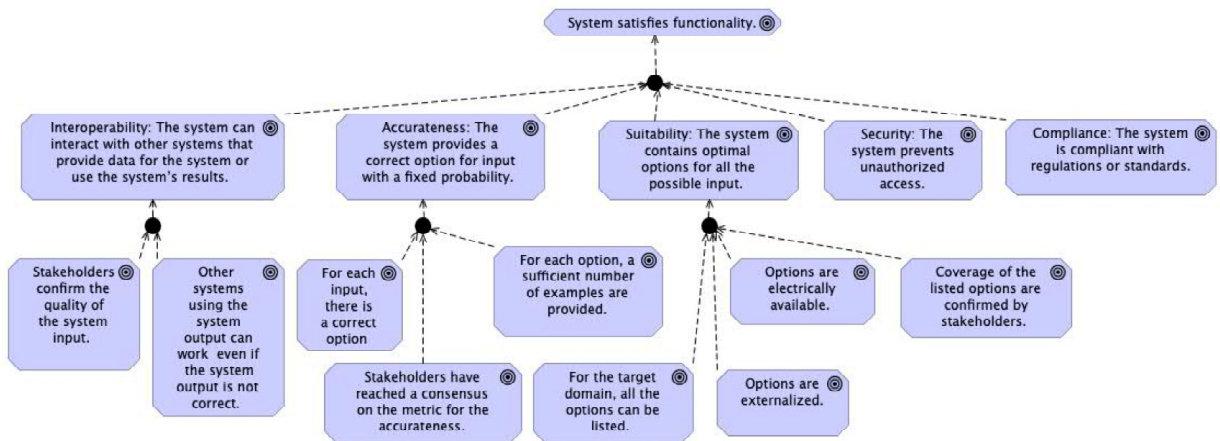 System satisfies functionality.
Interoperability: The system can
interact with other systems that
provide data for the system or
use the system's results.
Accurateness: The
system provides a
correct option for input
with a fixed probability.
Suitability: The system
contains optimal
options for all the
possible input.
Security: The
system prevents
unauthorized
access.
Compliance: The system
is compliant with
regulations or standards.
Stakeholders
confirm the
quality of
the system
input.
Other
systems
using the
system
output can
work even if
the system
output is not
correct.
For each
input,
there is
a correct
option
For each option, a
sufficient number
of examples are
provided.
Options are
electrically
available.
Coverage of the
listed options are
confirmed by
stakeholders.
Stakeholders have
reached a consensus
on the metric for the
accurateness.
For the target
domain, all the
options can be
listed.
Options are
externalized.